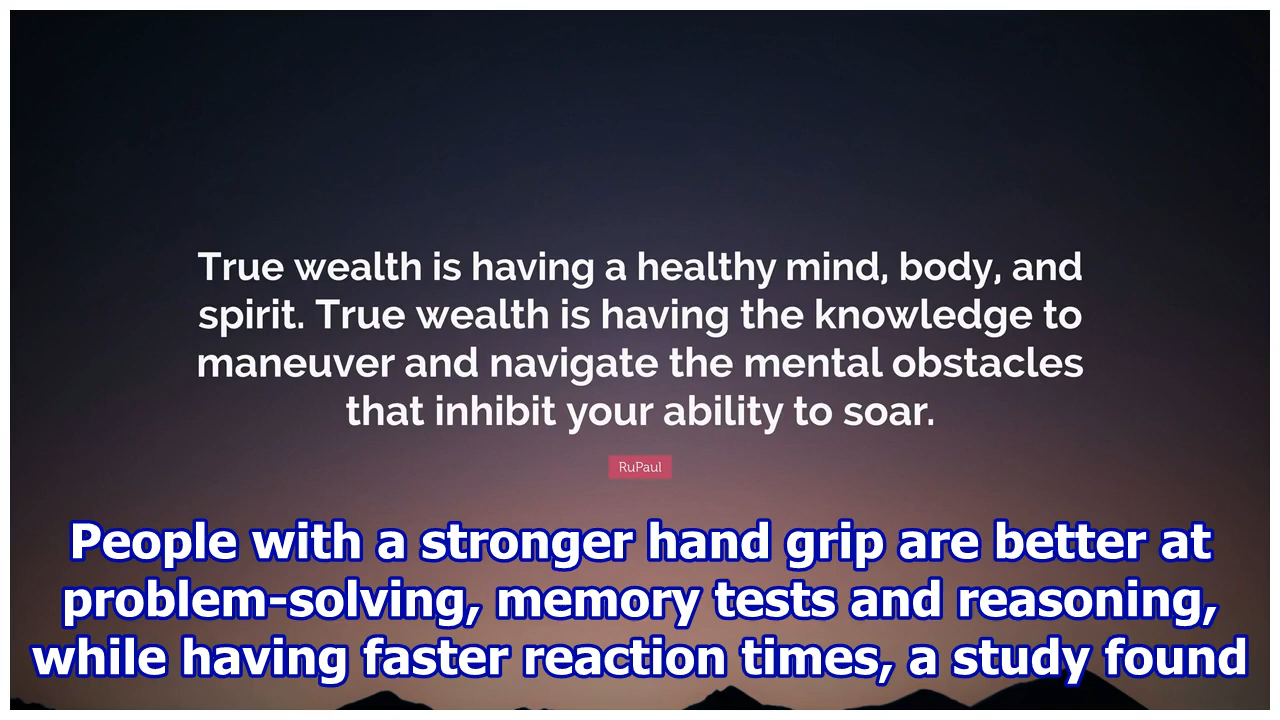 True wealth is having a healthy mind, body, and
spirit. True wealth is having the knowledge to
maneuver and navigate the mental obstacles
that inhibit your ability to soar.
RuPaul
People with a stronger hand grip are better at
problem-solving, memory tests and reasoning,
while having faster reaction times, a study found